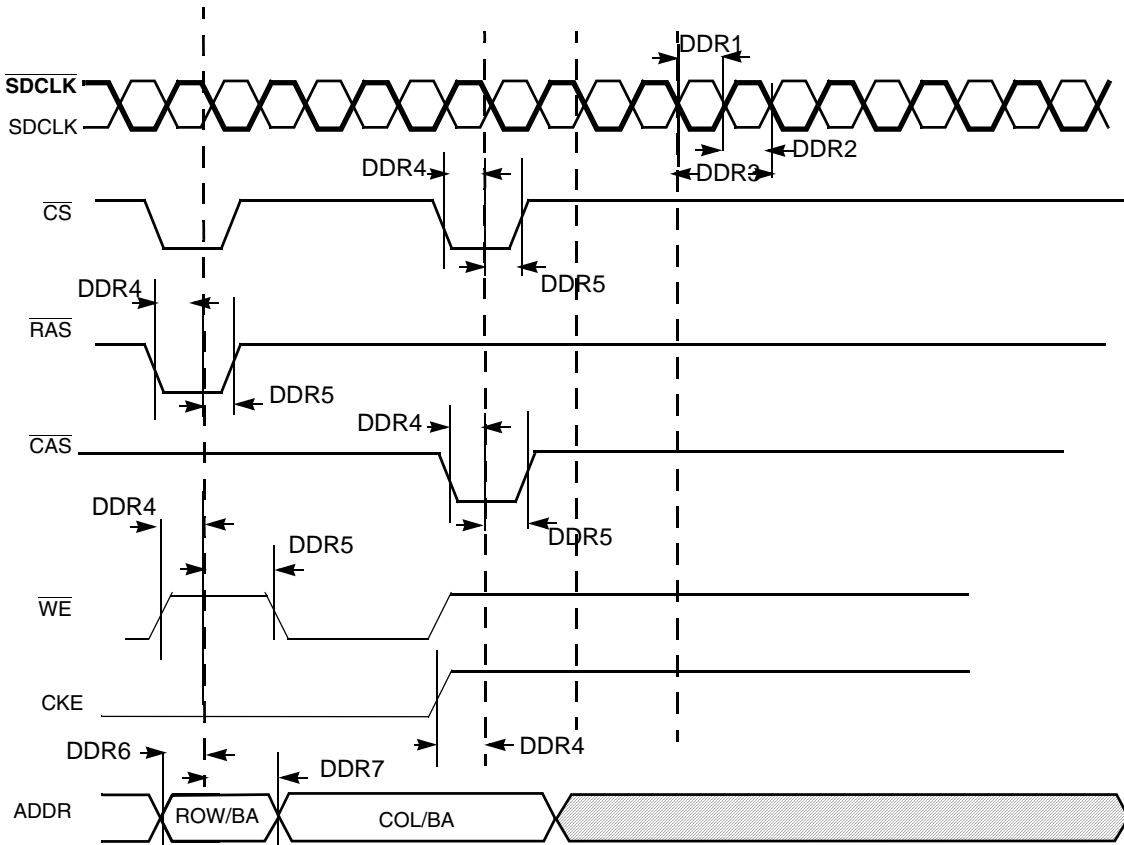 DDR1
SDCLK
SDCLK
DDR2
DDR4
DDR3
CS
DDR5
DDR4
RAS
DDR5
DDR4
CAS
DDR4
DDR5
DDR5
WE
CKE
DDR4
DDR6
DDR7
ADDR
ROW/BA
COL/BA